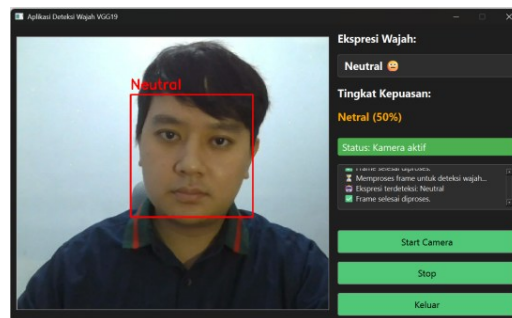 Aplikasi Deteksi Wajah VGG19
Neutral
Ekspresi Wajah:
Neutral 😐
Tingkat Kepuasan:
Netral (50%)
Status: Kamera aktif
✅ Frame selesai diproses.
⏳ Memproses frame untuk deteksi wajah...
Ekspresi terdeteksi: Neutral
✅ Frame selesai diproses.
Start Camera
Stop
Keluar